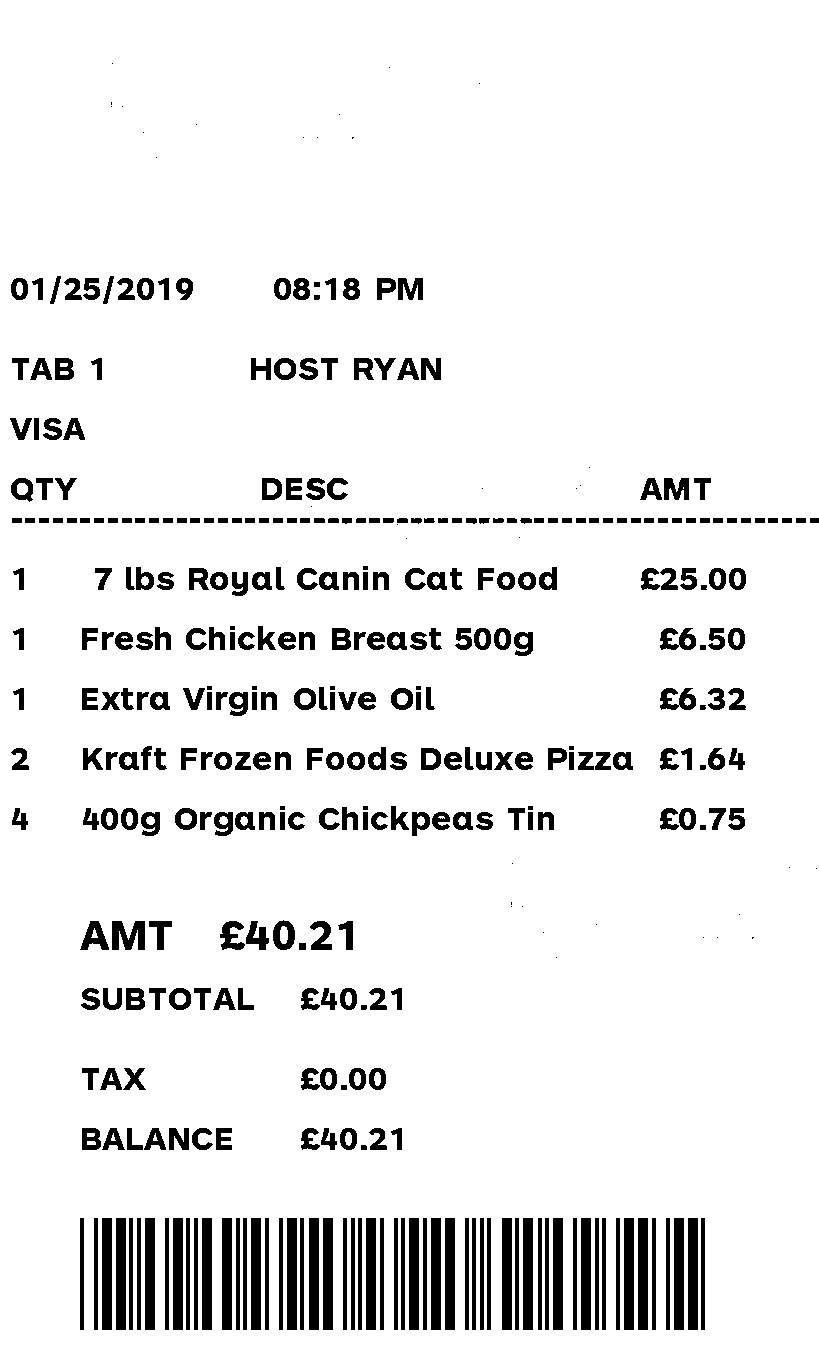 01/25/2019 08:18 PM
TAB 1 HOST RYAN
VISA
QTY DESC AMT
1 7 lbs Royal Canin Cat Food £25.00
1 Fresh Chicken Breast 500g £6.50
1 Extra Virgin Olive Oil £6.32
2 Kraft Frozen Foods Deluxe Pizza £1.64
4 400g Organic Chickpeas Tin £0.75
AMT £40.21
SUBTOTAL £40.21
TAX £0.00
BALANCE £40.21